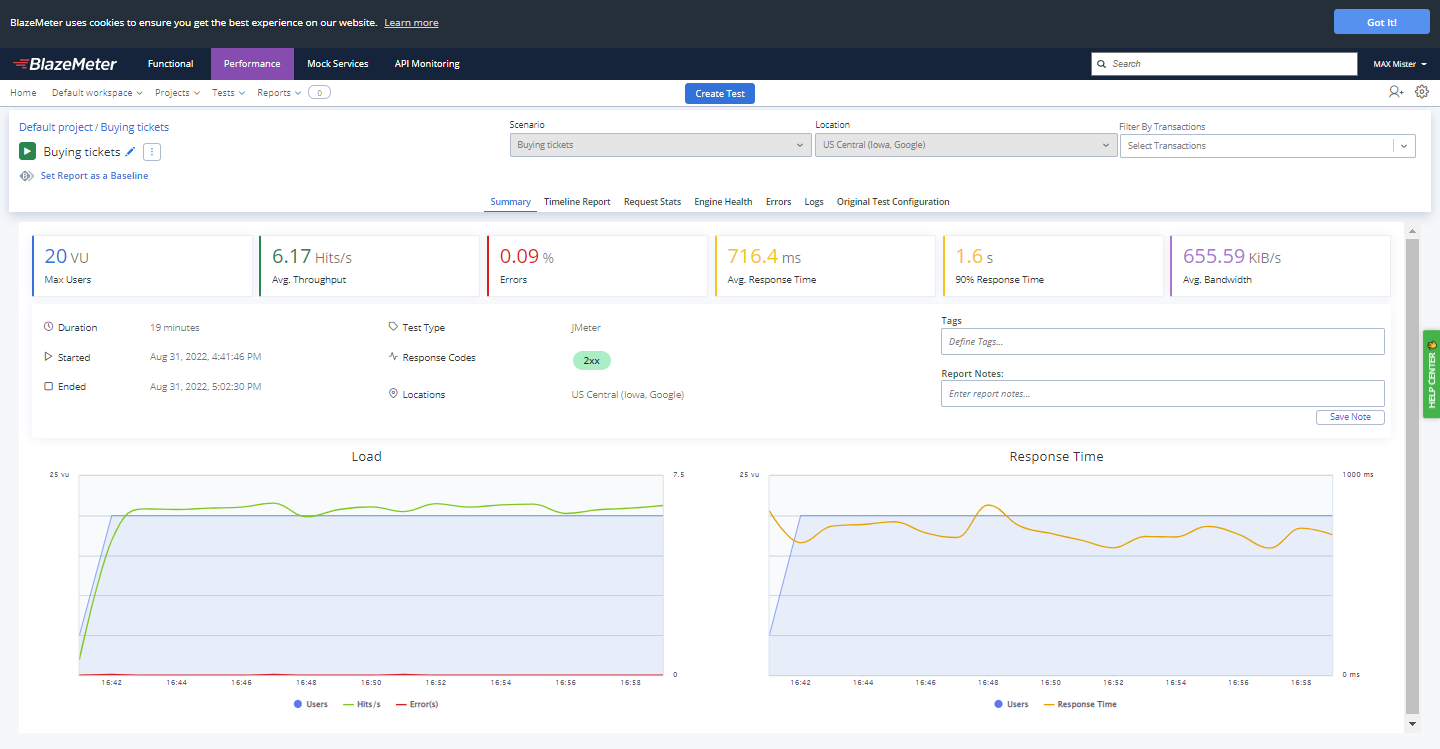 BlazeMeter uses cookies to ensure you get the best experience on our website. Learn more
Got It!
BlazeMeter
Functional Performance Mock Services API Monitoring
Search
MAX Mister
Home Default workspace Projects Tests Reports 0
Create Test
Default project / Buying tickets
Buying tickets
Set Report as a Baseline
Scenario
Buying tickets
Location
US Central (Iowa, Google)
Filter By Transactions
Select Transactions
Summary Timeline Report Request Stats Engine Health Errors Logs Original Test Configuration
20 VU
Max Users
6.17 Hits/s
Avg. Throughput
0.09 %
Errors
716.4 ms
Avg. Response Time
1.6 s
90% Response Time
655.59 KiB/s
Avg. Bandwidth
Duration 19 minutes
Started Aug 31, 2022, 4:41:46 PM
Ended Aug 31, 2022, 5:02:30 PM
Test Type JMeter
Response Codes 2xx
Locations US Central (Iowa, Google)
Tags
Define Tags...
Report Notes:
Enter report notes...
Save Note
HELP CENTER
Load
25 vu
7.5
0
16:42 16:44 16:46 16:48 16:50 16:52 16:54 16:56 16:58
Users Hits/s Error(s)
Response Time
25 vu
1000 ms
0 ms
16:42 16:44 16:46 16:48 16:50 16:52 16:54 16:56 16:58
Users Response Time